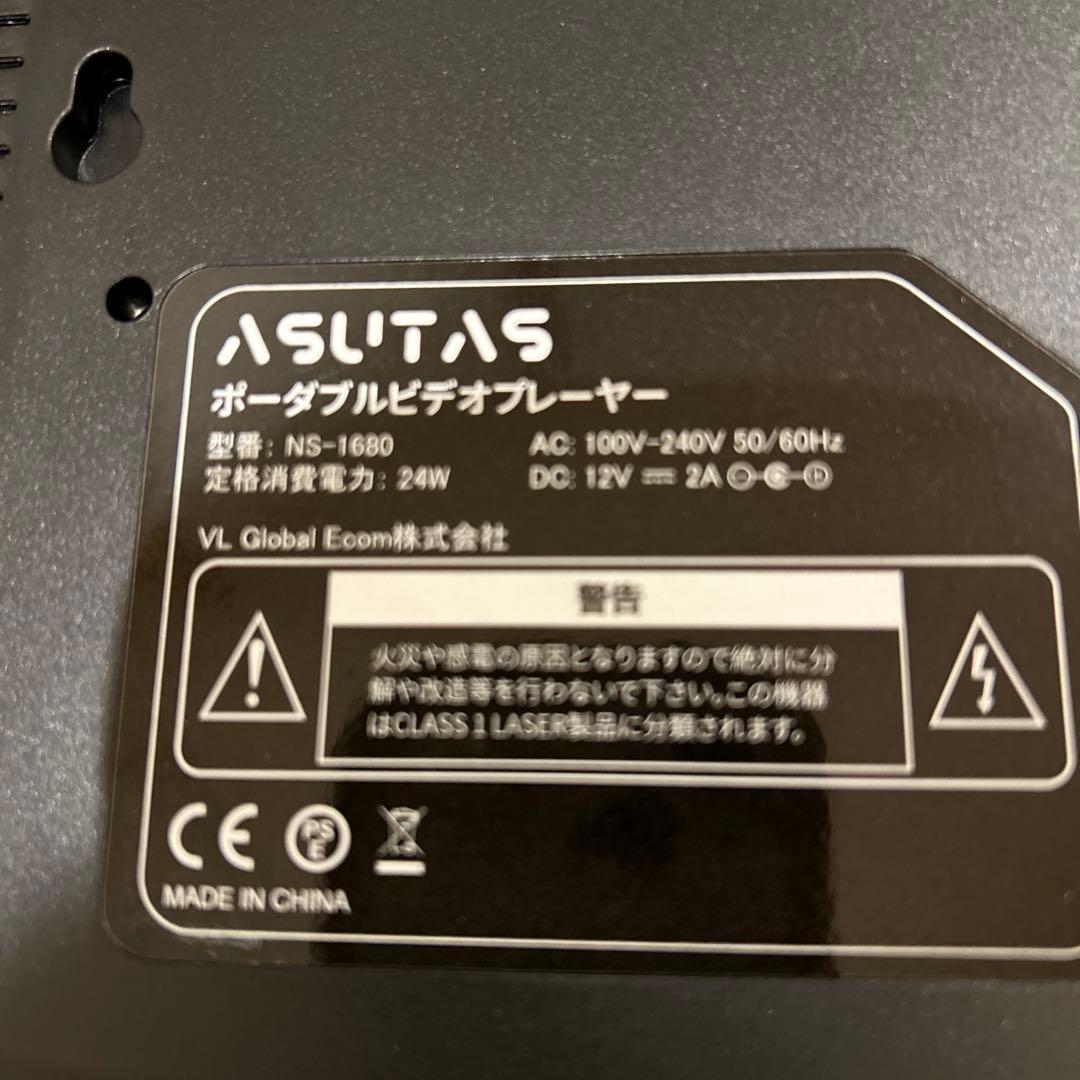 ASUTAS
ポータブルビデオプレーヤー
型番: NS-1680
定格消費電力: 24W
AC: 100V-240V 50/60Hz
DC: 12V ⎓ 2A
VL Global Ecom株式会社
警告
火災や感電の原因となりますので絶対に分
解や改造等を行わないで下さい。この機器
はCLASS 1 LASER製品に分類されます。
CE
PS
E
MADE IN CHINA